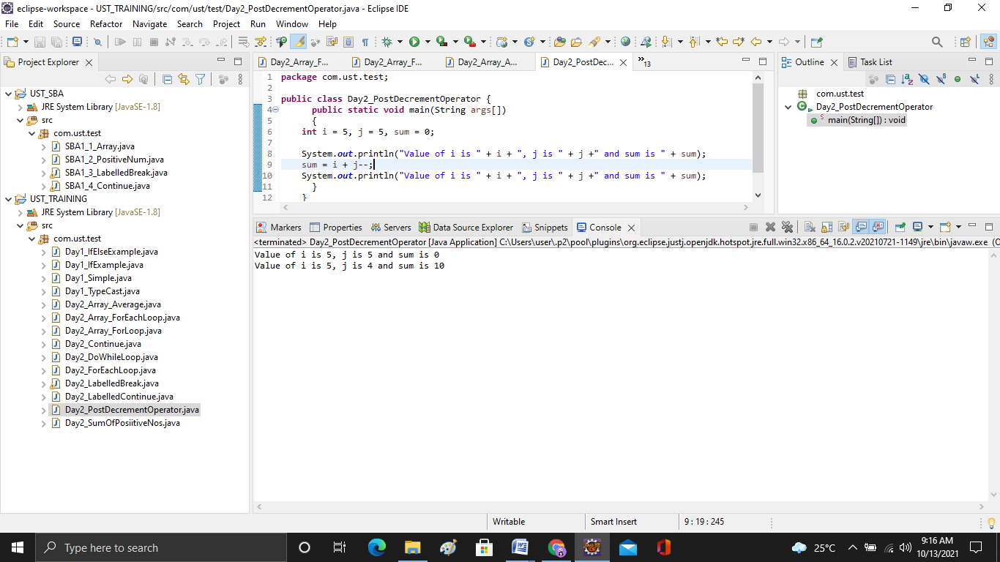 eclipse-workspace - UST_TRAINING/src/com/ust/test/Day2_PostDecrementOperator.java - Eclipse IDE
File Edit Source Refactor Navigate Search Project Run Window Help
Project Explorer
UST_SBA
JRE System Library [JavaSE-1.8]
src
com.ust.test
SBA1_1_Array.java
SBA1_2_PositiveNum.java
SBA1_3_LabelledBreak.java
SBA1_4_Continue.java
UST_TRAINING
JRE System Library [JavaSE-1.8]
src
com.ust.test
Day1_IfElseExample.java
Day1_IfExample.java
Day1_Simple.java
Day1_TypeCast.java
Day2_Array_Average.java
Day2_Array_ForEachLoop.java
Day2_Array_ForLoop.java
Day2_Continue.java
Day2_DoWhileLoop.java
Day2_ForEachLoop.java
Day2_LabelledBreak.java
Day2_LabelledContinue.java
Day2_PostDecrementOperator.java
Day2_SumOfPosiitiveNos.java
Day2_Array_F... Day2_Array_F... Day2_Array_A... Day2_PostDec... »13
1 package com.ust.test;
2
3 public class Day2_PostDecrementOperator {
4 public static void main(String args[])
5 {
6 int i = 5, j = 5, sum = 0;
7
8 System.out.println("Value of i is " + i + ", j is " + j +" and sum is " + sum);
9 sum = i + j--;
10 System.out.println("Value of i is " + i + ", j is " + j +" and sum is " + sum);
11 }
12 }
Outline Task List
com.ust.test
Day2_PostDecrementOperator
main(String[]) : void
Markers Properties Servers Data Source Explorer Snippets Console
<terminated> Day2_PostDecrementOperator [Java Application] C:\Users\user\.p2\pool\plugins\org.eclipse.justj.openjdk.hotspot.jre.full.win32.x86_64_16.0.2.v20210721-1149\jre\bin\javaw.exe (O
Value of i is 5, j is 5 and sum is 0
Value of i is 5, j is 4 and sum is 10
Writable Smart Insert 9 : 19 : 245
Type here to search
25°C
9:16 AM
10/13/2021